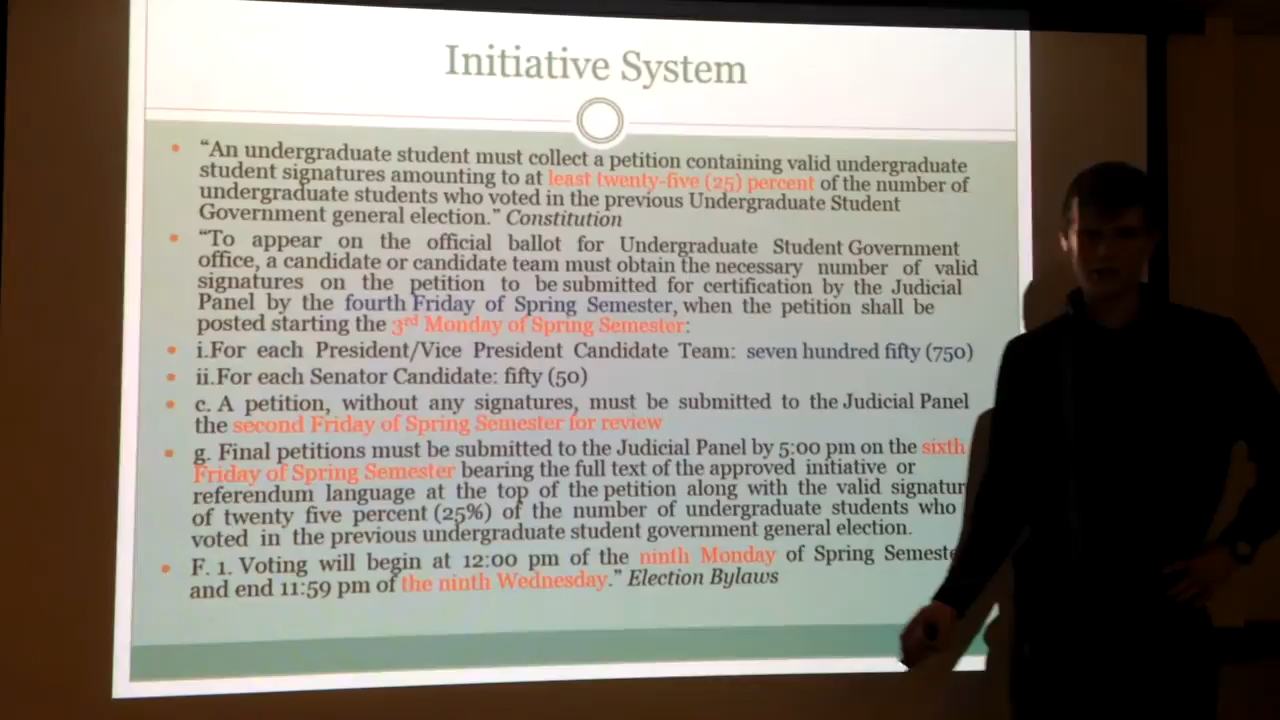 Initiative System
• “An undergraduate student must collect a petition containing valid undergraduate
student signatures amounting to at least twenty-five (25) percent of the number of
undergraduate students who voted in the previous Undergraduate Student
Government general election.” Constitution
• “To appear on the official ballot for Undergraduate Student Government
office, a candidate or candidate team must obtain the necessary number of valid
signatures on the petition to be submitted for certification by the Judicial
Panel by the fourth Friday of Spring Semester, when the petition shall be
posted starting the 3rd Monday of Spring Semester:
• i.For each President/Vice President Candidate Team: seven hundred fifty (750)
• ii.For each Senator Candidate: fifty (50)
• c. A petition, without any signatures, must be submitted to the Judicial Panel
the second Friday of Spring Semester for review
• g. Final petitions must be submitted to the Judicial Panel by 5:00 pm on the sixth
Friday of Spring Semester bearing the full text of the approved initiative or
referendum language at the top of the petition along with the valid signatur
of twenty five percent (25%) of the number of undergraduate students who
voted in the previous undergraduate student government general election.
• F. 1. Voting will begin at 12:00 pm of the ninth Monday of Spring Semeste
and end 11:59 pm of the ninth Wednesday.” Election Bylaws